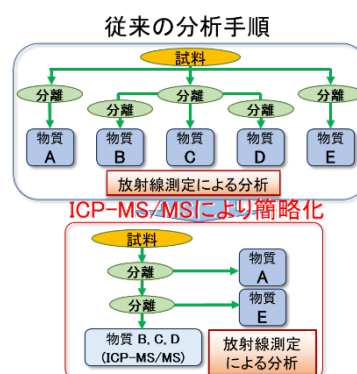 従来の分析手順
試料
分離 分離 分離
分離 分離
物質 物質 物質 物質 物質
A B C D E
放射線測定による分析
ICP-MS/MSにより簡略化
試料
分離
物質
A
分離
物質
E
物質 B, C, D
(ICP-MS/MS)
放射線測定
による分析